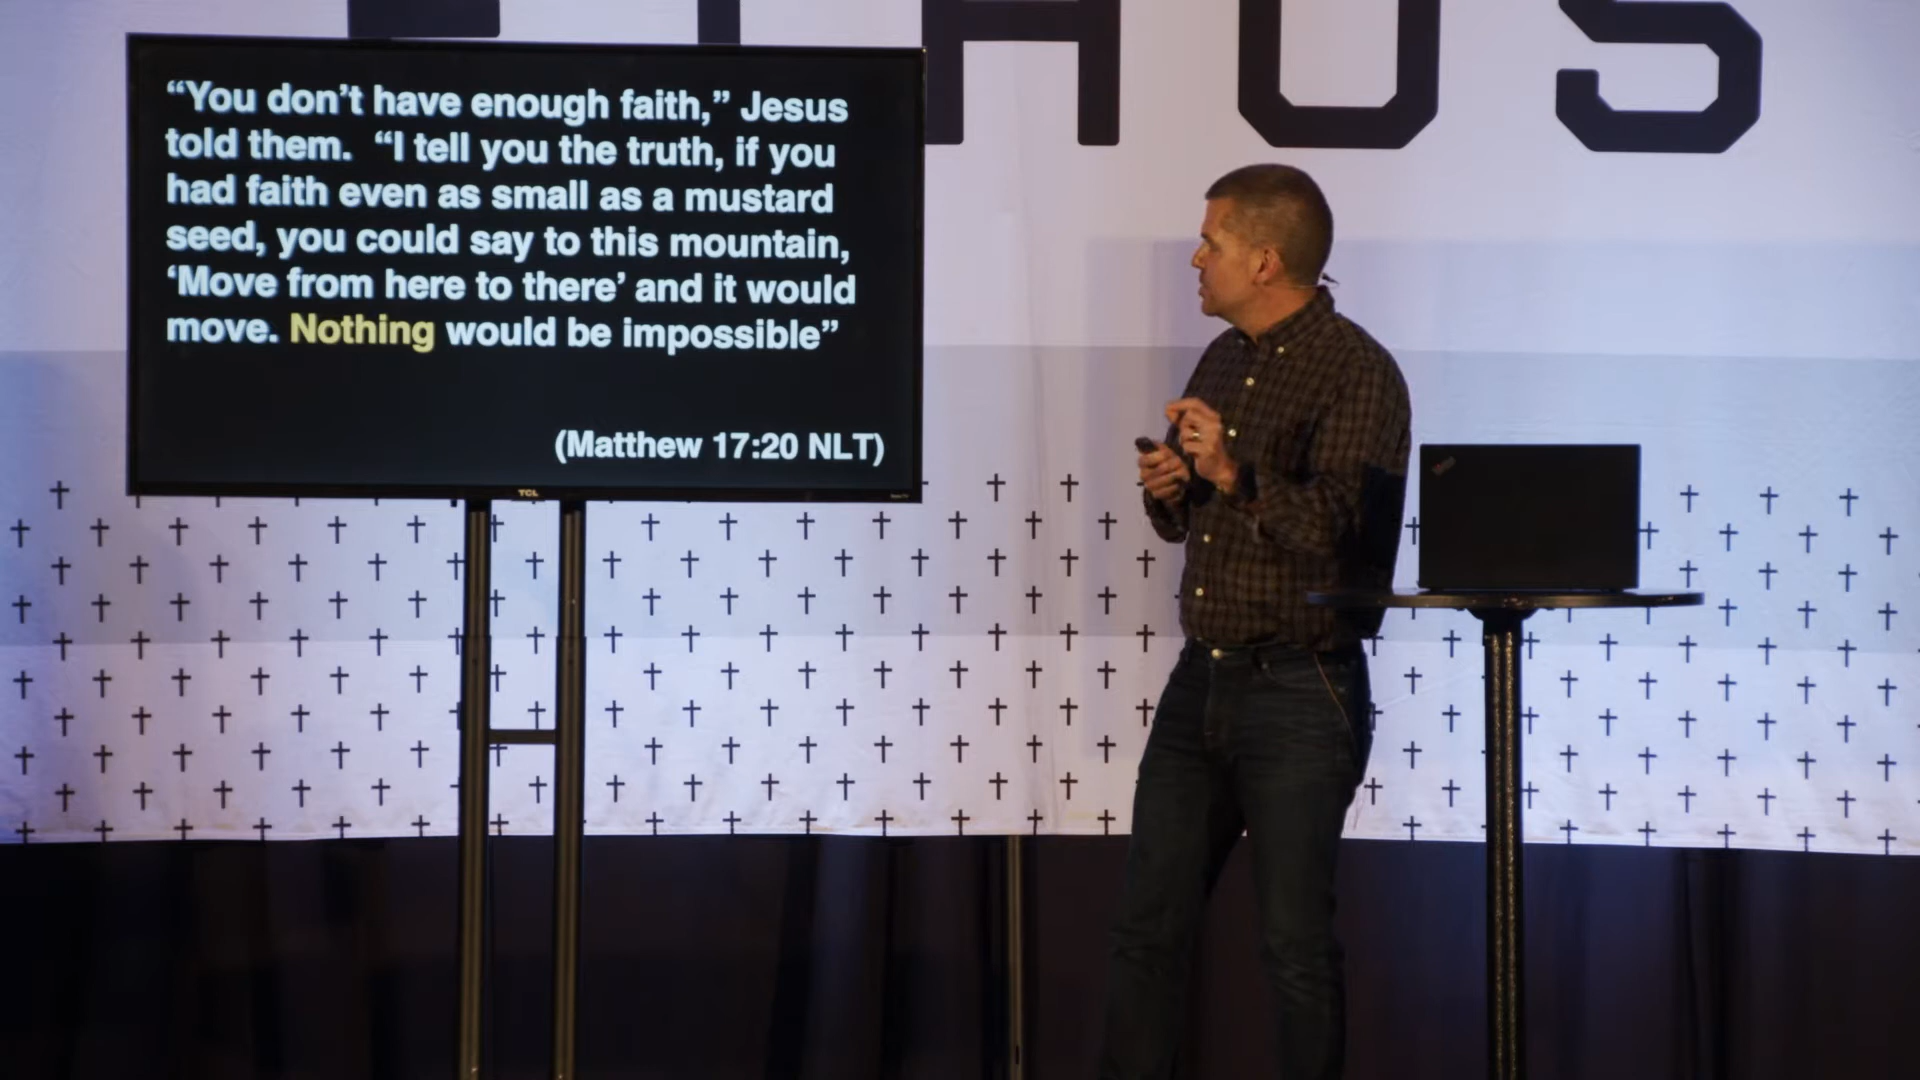 “You don’t have enough faith,” Jesus
told them.  “I tell you the truth, if you
had faith even as small as a mustard
seed, you could say to this mountain,
‘Move from here to there’ and it would
move. Nothing would be impossible”
(Matthew 17:20 NLT)
TCL